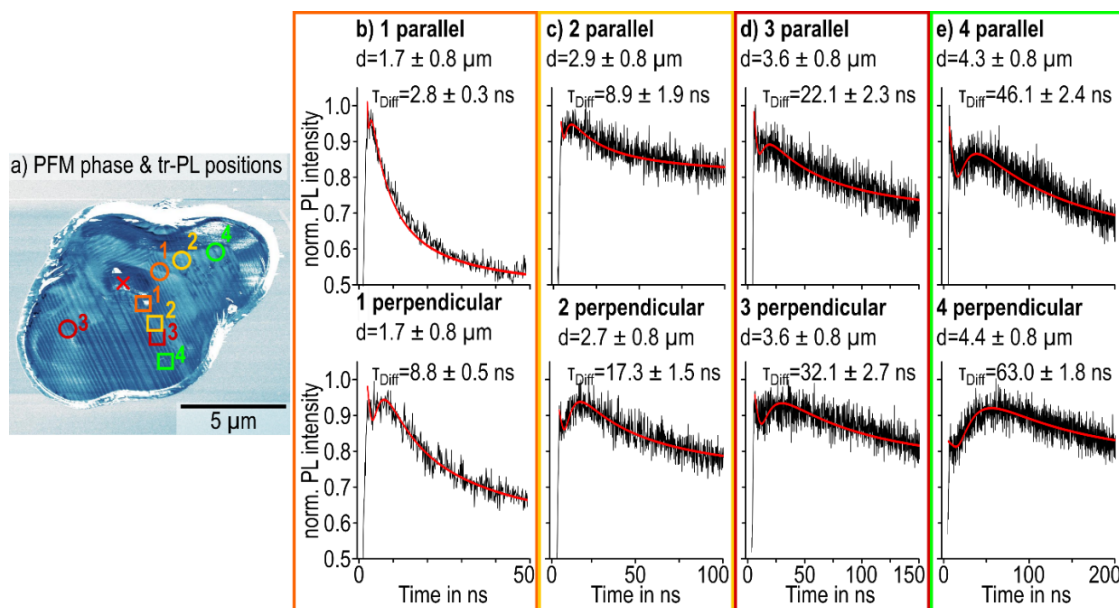 a) PFM phase & tr-PL positions
1
2
4
1
2
3
3
4
5 µm
b) 1 parallel
d=1.7 ± 0.8 µm
τDiff=2.8 ± 0.3 ns
c) 2 parallel
d=2.9 ± 0.8 µm
τDiff=8.9 ± 1.9 ns
d) 3 parallel
d=3.6 ± 0.8 µm
τDiff=22.1 ± 2.3 ns
e) 4 parallel
d=4.3 ± 0.8 µm
τDiff=46.1 ± 2.4 ns
norm. PL intensity
1.0
0.9
0.8
0.7
0.6
0.5
1 perpendicular
d=1.7 ± 0.8 µm
τDiff=8.8 ± 0.5 ns
2 perpendicular
d=2.7 ± 0.8 µm
τDiff=17.3 ± 1.5 ns
3 perpendicular
d=3.6 ± 0.8 µm
τDiff=32.1 ± 2.7 ns
4 perpendicular
d=4.4 ± 0.8 µm
τDiff=63.0 ± 1.8 ns
norm. PL intensity
1.0
0.9
0.8
0.7
0.6
0.5
0 50
Time in ns
0 50 100
Time in ns
0 50 100 150
Time in ns
0 100 200
Time in ns